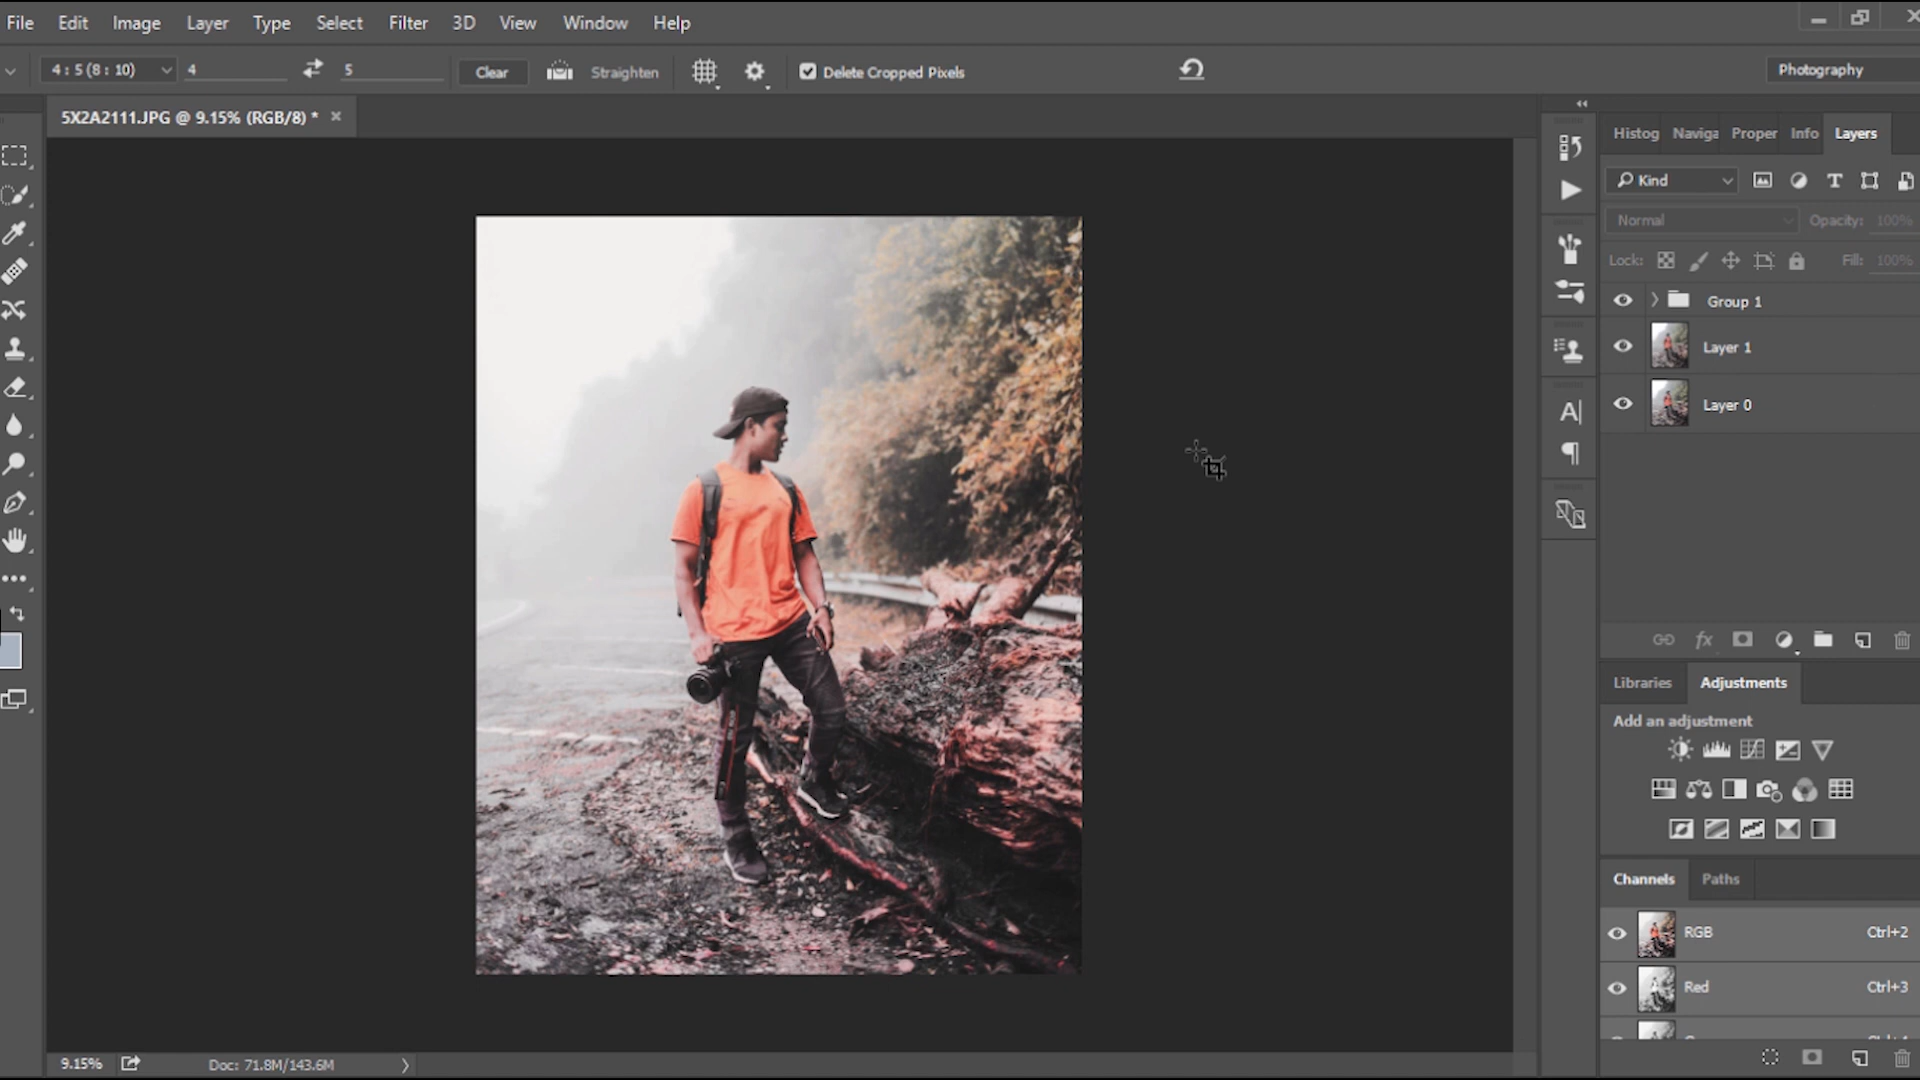 File Edit Image Layer Type Select Filter 3D View Window Help
4 : 5 (8 : 10) 4 5 Clear Straighten Delete Cropped Pixels Photography
5X2A2111.JPG @ 9.15% (RGB/8) *
Histog Naviga Proper Info Layers
Kind
Normal Opacity: 100%
Lock: Fill: 100%
Group 1
Layer 1
Layer 0
Libraries Adjustments
Add an adjustment
Channels Paths
RGB Ctrl+2
Red Ctrl+3
9.15% Doc: 71.8M/143.6M